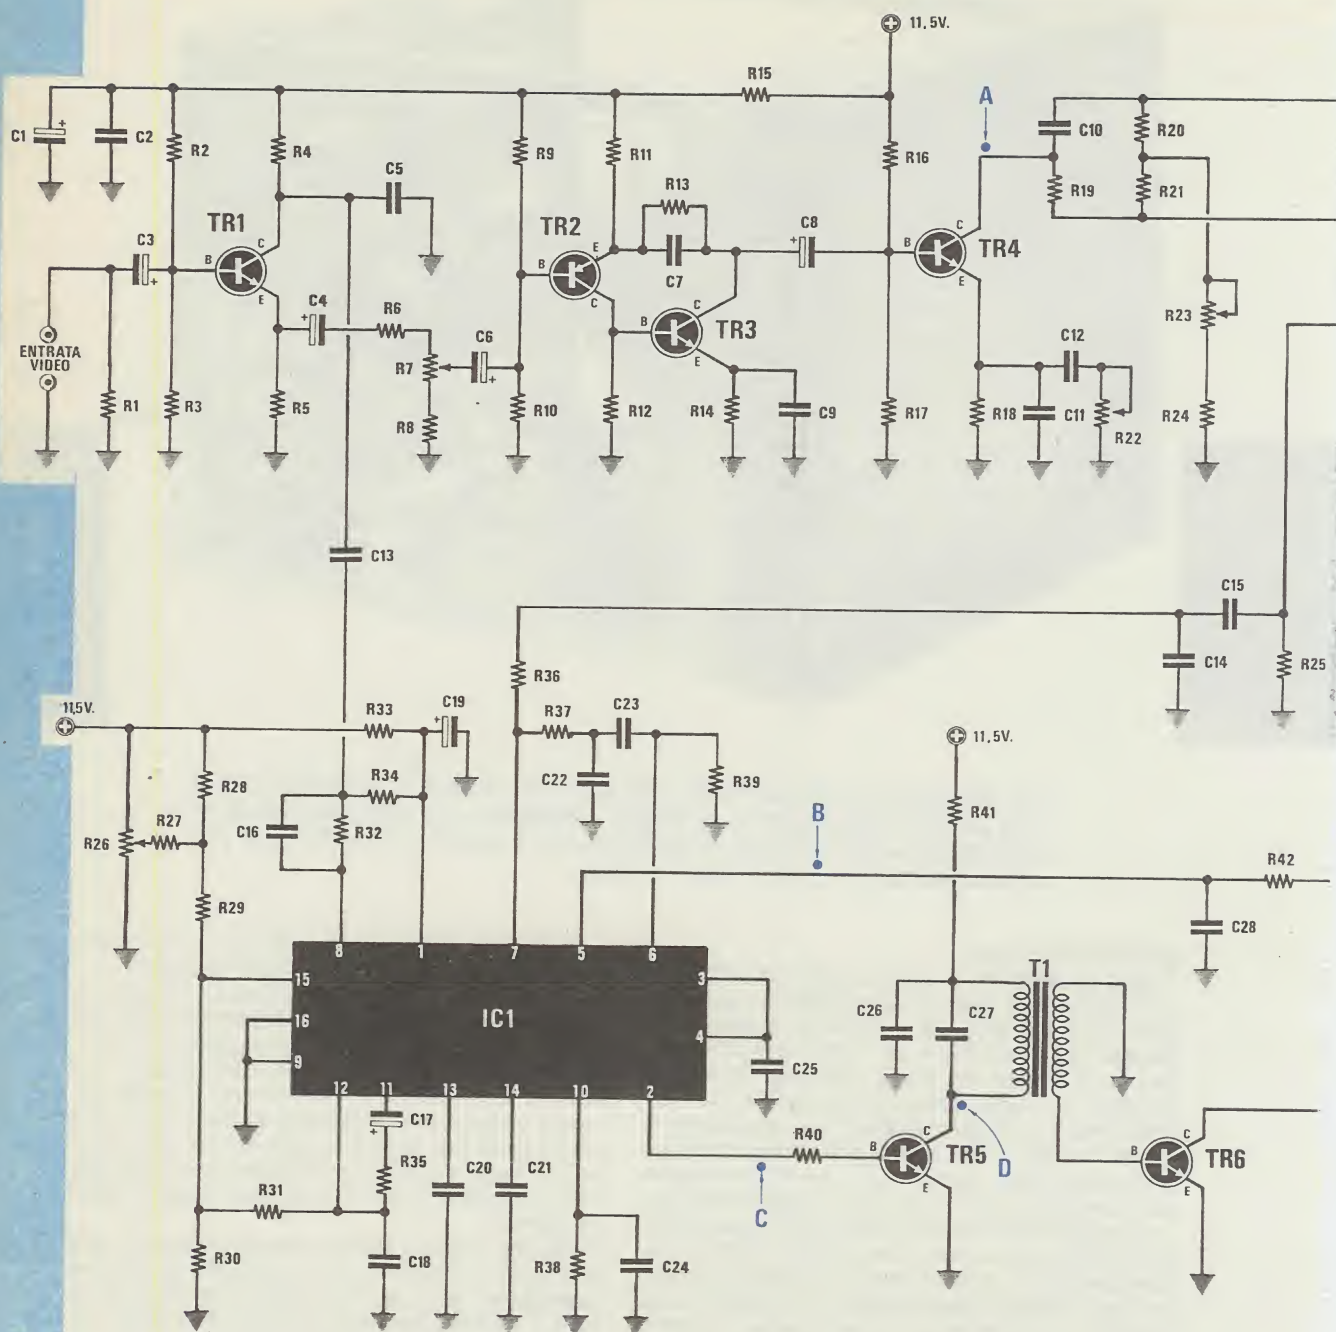 11,5V.
R15
A
C1
+
C2
R2
R4
C5
R9
R11
R13
R16
C10
R20
R19
R21
TR1
C
B
E
C3
+
TR2
E
B
C
C7
C8
+
TR4
C
B
E
TR3
C
B
E
ENTRATA
VIDEO
C4
+
R6
C6
+
R7
R23
C12
R1
R3
R5
R8
R10
R12
R14
C9
R17
R18
C11
R22
R24
C13
C15
C14
R25
R36
11,5V.
R33
C19
+
R37
C23
11,5V.
R28
R34
C22
R39
R26
R27
C16
R32
B
R41
R42
R29
C28
8
1
7
5
6
15
3
16
IC1
4
9
12
11
13
14
10
2
C25
C26
C27
T1
C17
+
R35
C20
C21
R40
C
B
E
TR5
D
C
B
E
TR6
R31
C
R30
C18
R38
C24